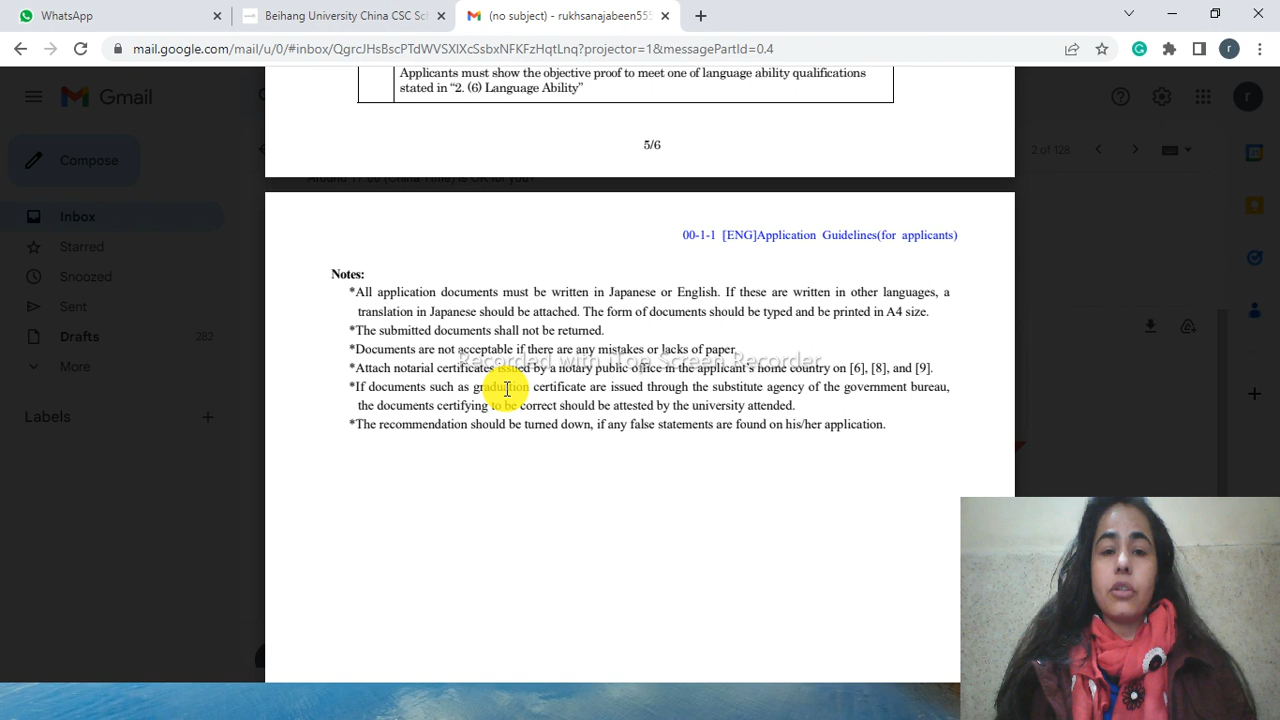 WhatsApp
Beihang University China CSC Sch
(no subject) - rukhsanajabeen555
mail.google.com/mail/u/0/#inbox/QgrcJHsBscPTdWVSXlXcSsbxNFKFzHqtLnq?projector=1&messagePartId=0.4
r
Gmail
r
Compose
2 of 128
Inbox
Starred
Snoozed
Sent
Drafts 282
More
Labels
Applicants must show the objective proof to meet one of language ability qualifications
stated in “2. (6) Language Ability”
5/6
00-1-1 [ENG]Application Guidelines(for applicants)
Notes:
*All application documents must be written in Japanese or English. If these are written in other languages, a
translation in Japanese should be attached. The form of documents should be typed and be printed in A4 size.
*The submitted documents shall not be returned.
*Documents are not acceptable if there are any mistakes or lacks of paper.
Recorded with iTop Screen Recorder
*Attach notarial certificates issued by a notary public office in the applicant’s home country on [6], [8], and [9].
*If documents such as graduation certificate are issued through the substitute agency of the government bureau,
the documents certifying to be correct should be attested by the university attended.
*The recommendation should be turned down, if any false statements are found on his/her application.